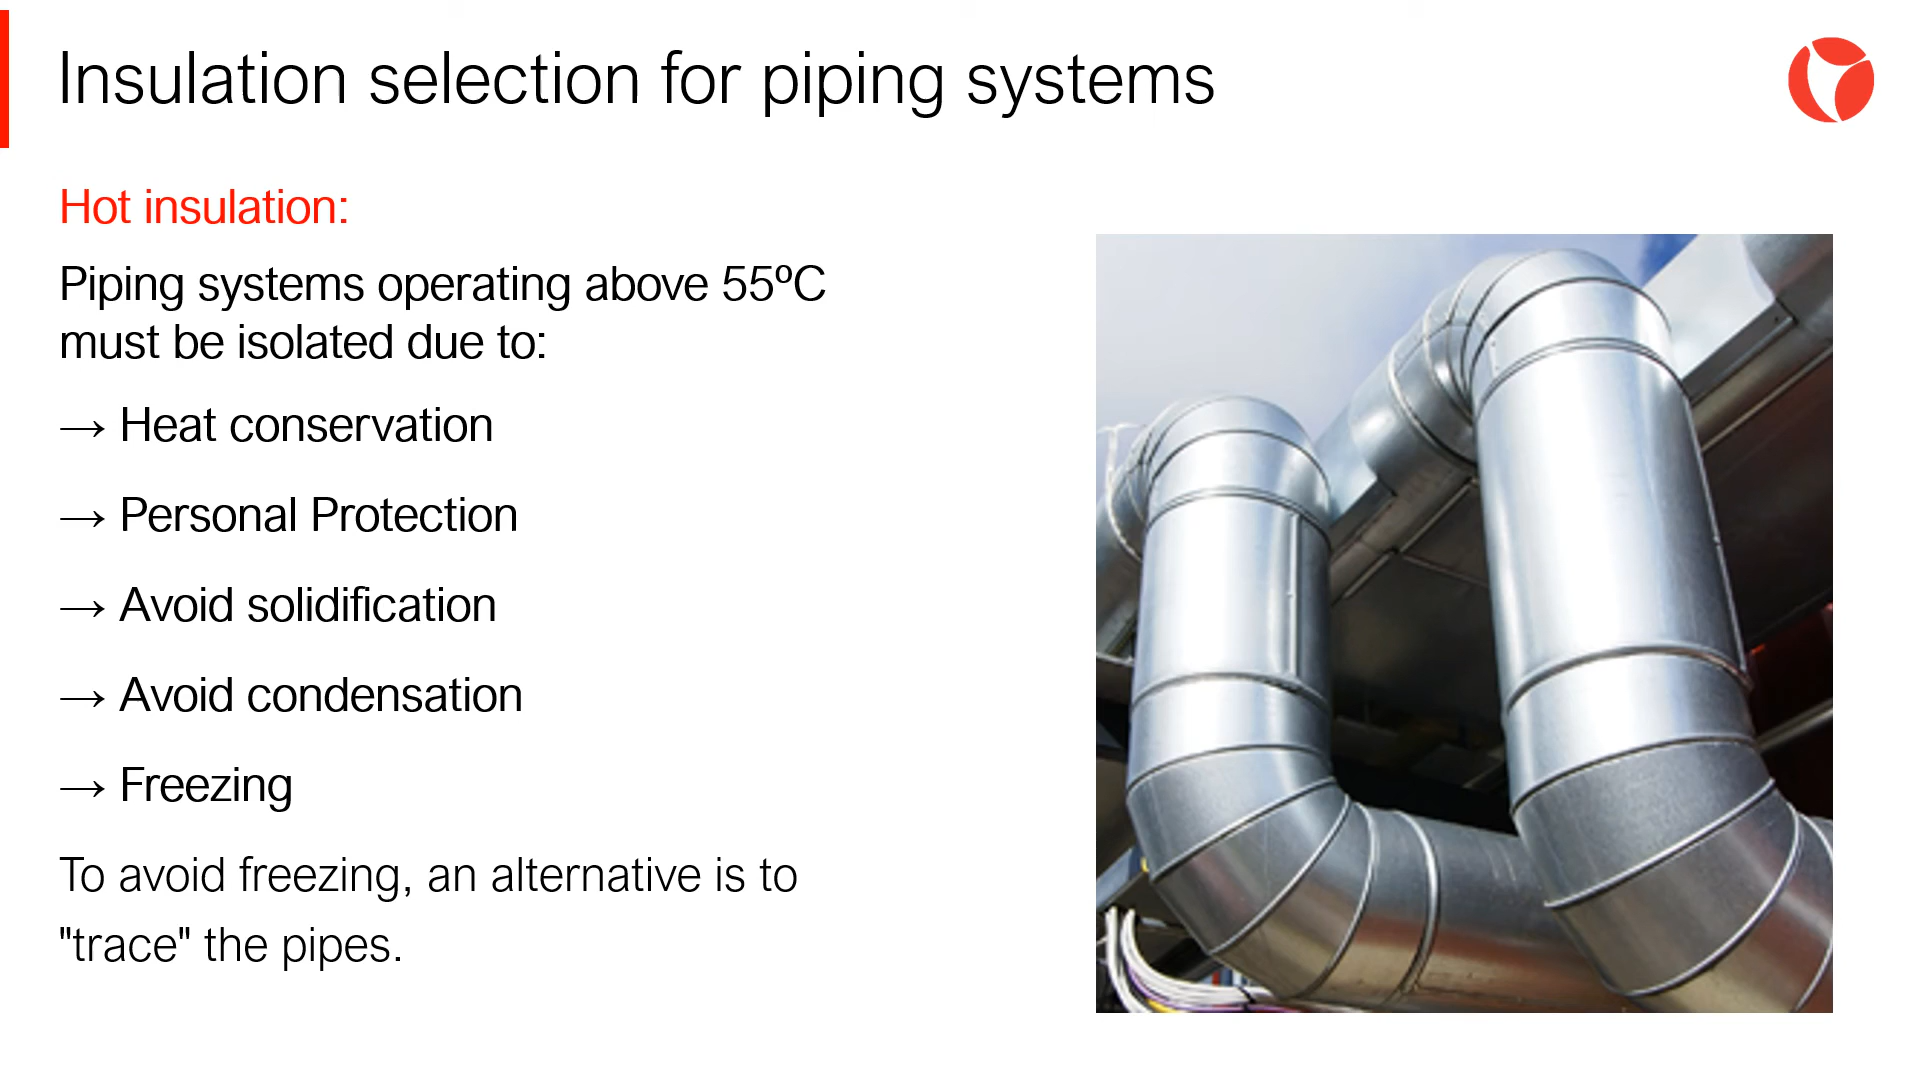 Insulation selection for piping systems
Hot insulation:
Piping systems operating above 55ºC
must be isolated due to:
→ Heat conservation
→ Personal Protection
→ Avoid solidification
→ Avoid condensation
→ Freezing
To avoid freezing, an alternative is to
"trace" the pipes.